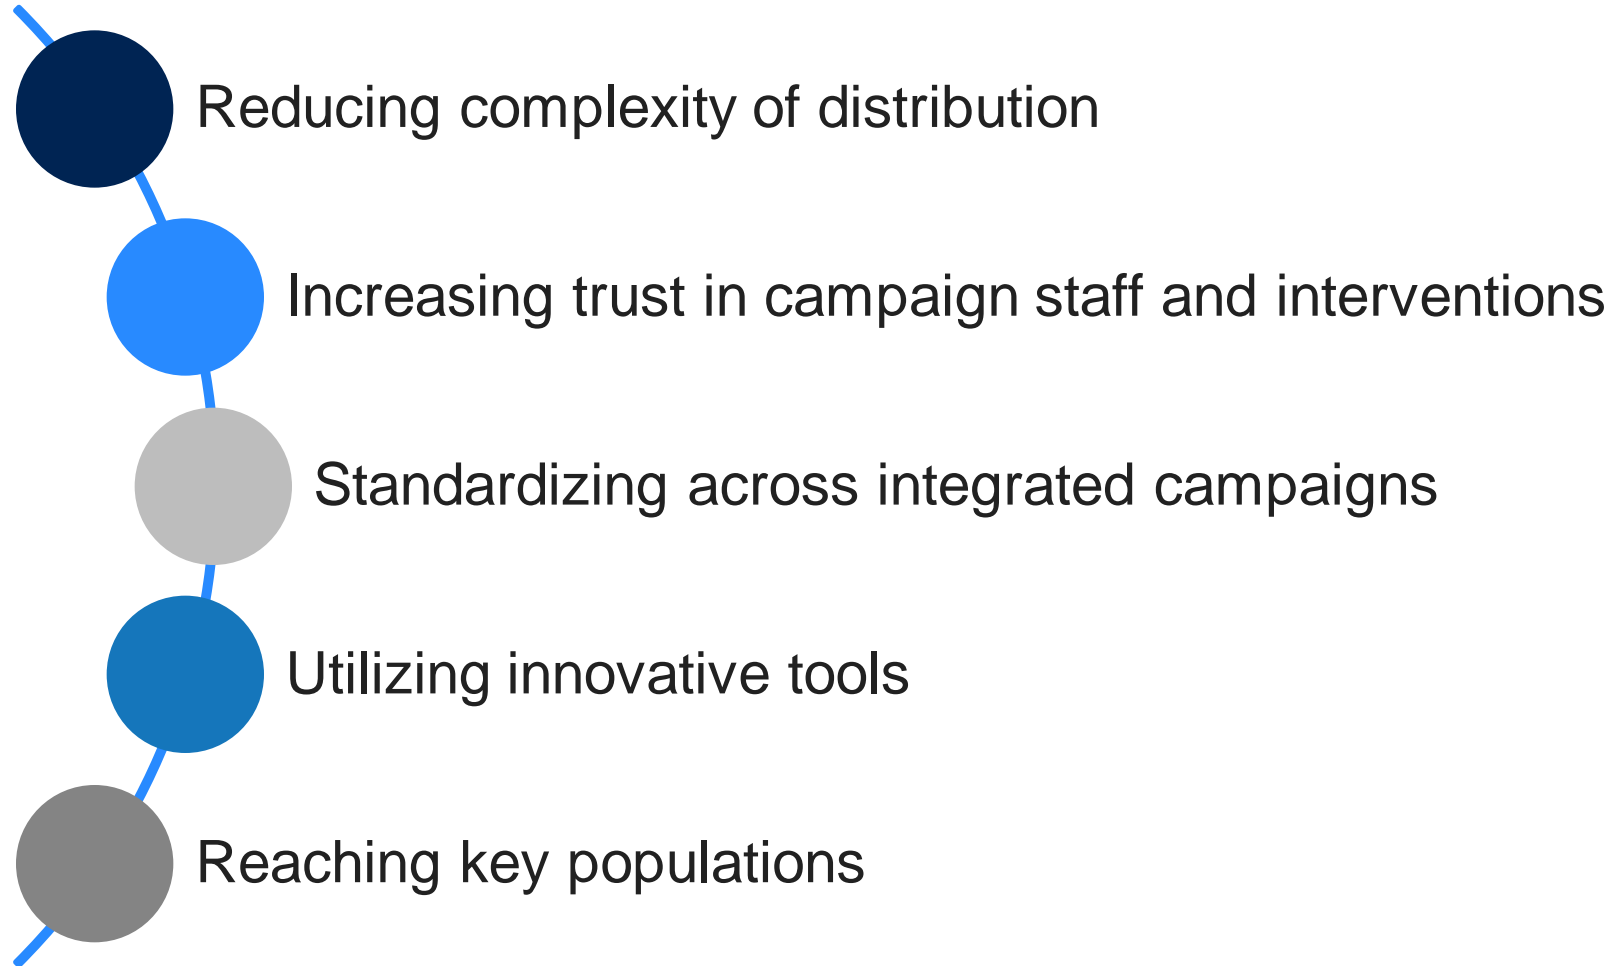 Reducing complexity of distribution
Increasing trust in campaign staff and interventions
Standardizing across integrated campaigns
Utilizing innovative tools
Reaching key populations